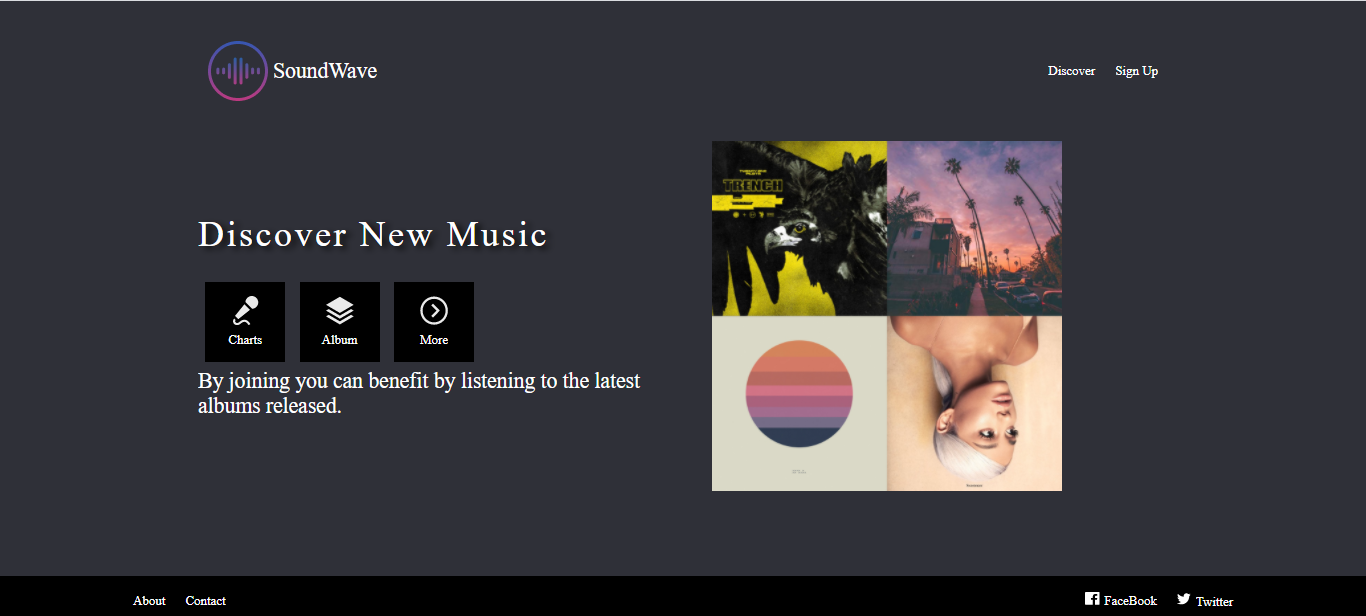 SoundWave
Discover
Sign Up
Discover New Music
Charts
Album
More
By joining you can benefit by listening to the latest
albums released.
TRENCH
About
Contact
FaceBook
Twitter